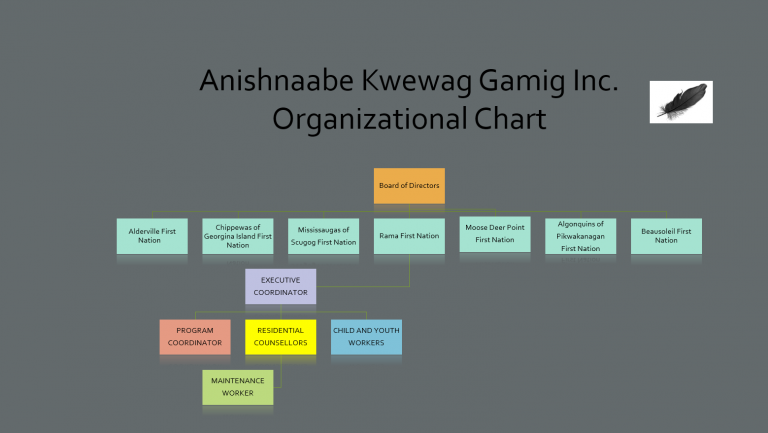 Anishnaabe Kwewag Gamig Inc.
Organizational Chart
Board of Directors
Alderville First
Nation
Chippewas of
Georgina Island First
Nation
Mississaugas of
Scugog First Nation
Rama First Nation
Moose Deer Point
First Nation
Algonquins of
Pikwakanagan
First Nation
Beausoleil First
Nation
EXECUTIVE
COORDINATOR
PROGRAM
COORDINATOR
RESIDENTIAL
COUNSELLORS
CHILD AND YOUTH
WORKERS
MAINTENANCE
WORKER